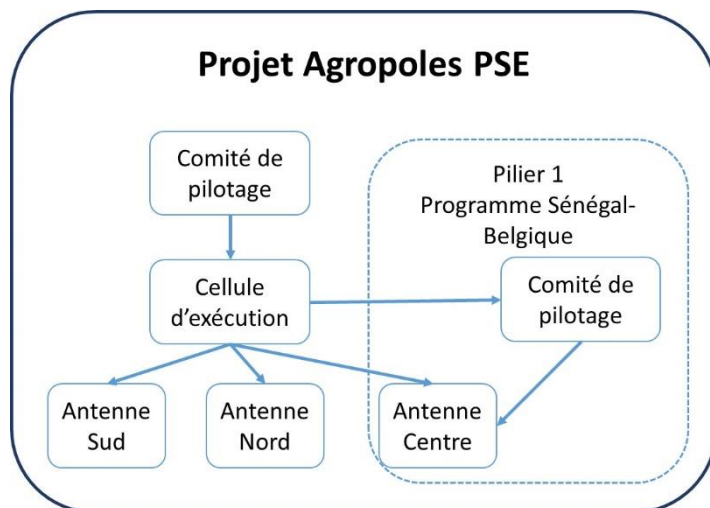 Projet Agropoles PSE
Comité de
pilotage
Pilier 1
Programme Sénégal-
Belgique
Cellule
d’exécution
Comité de
pilotage
Antenne
Sud
Antenne
Nord
Antenne
Centre